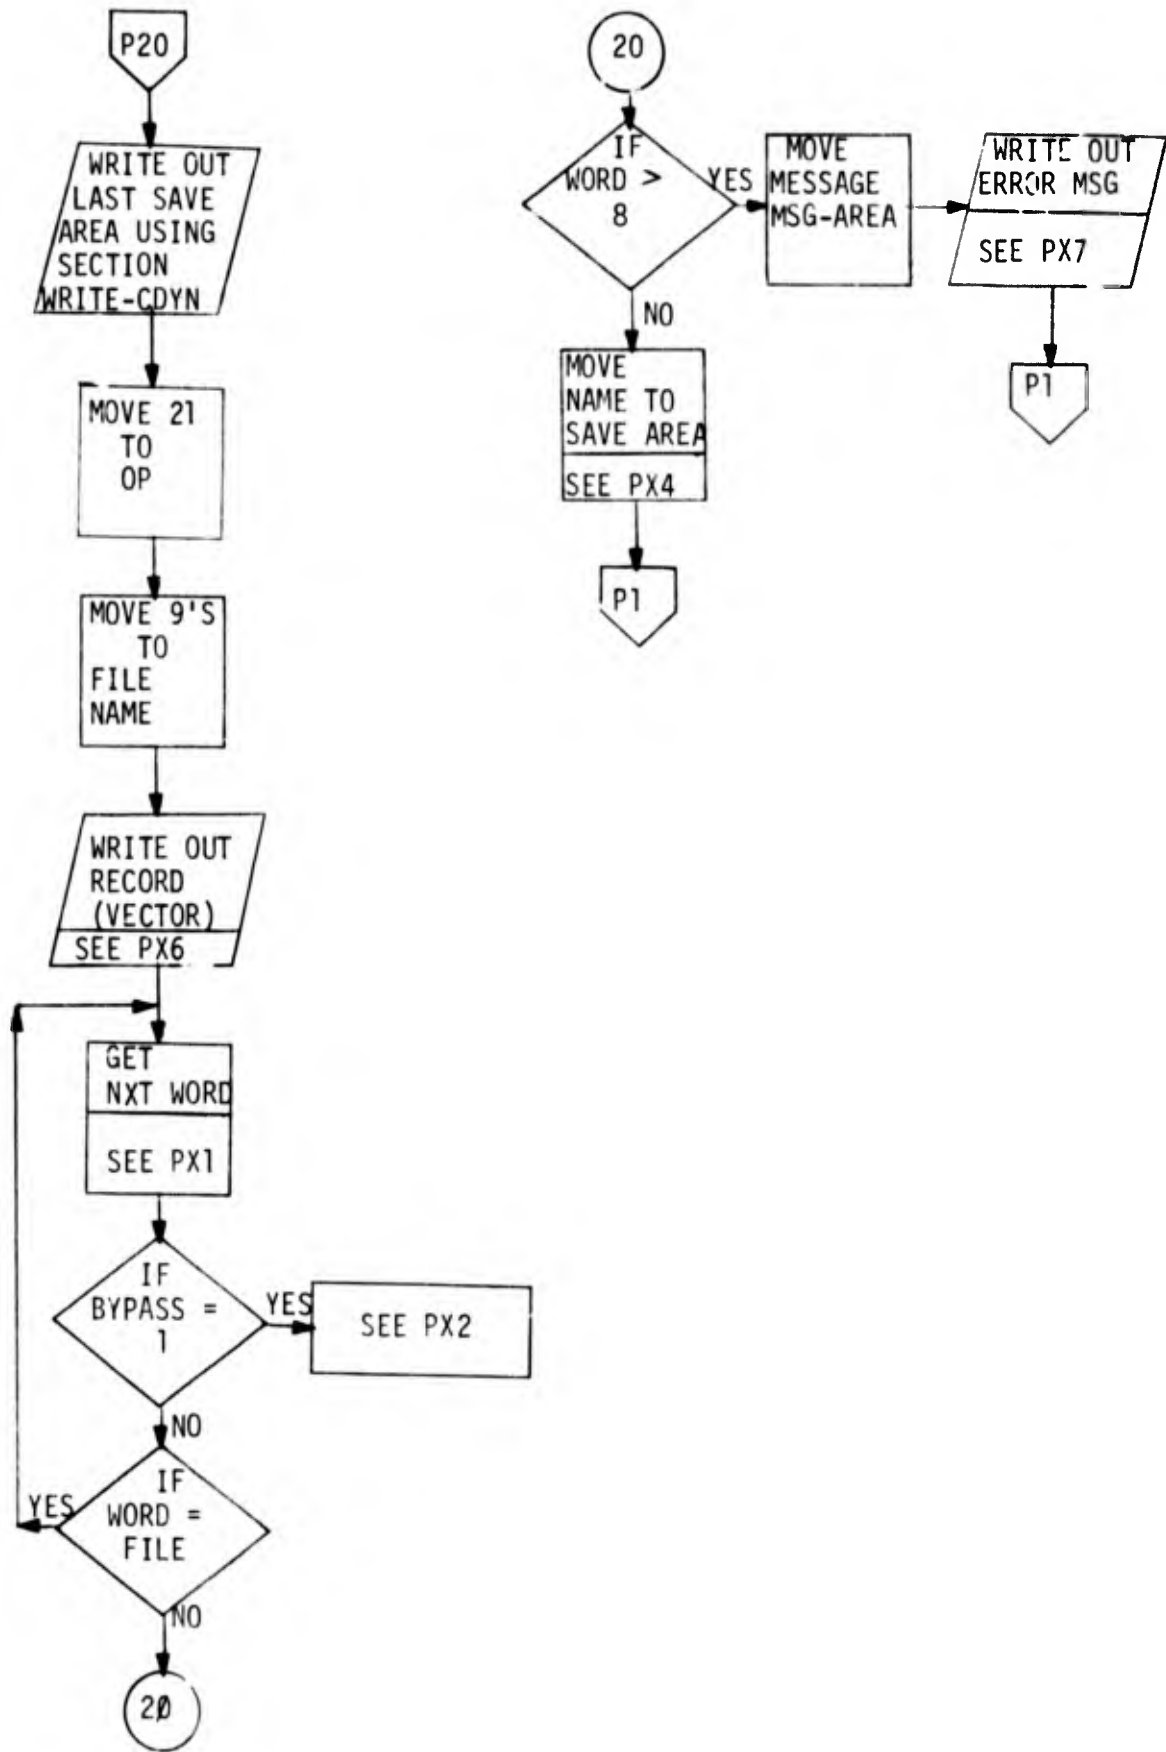 P20
WRITE OUT
LAST SAVE
AREA USING
SECTION
WRITE-CDYN
MOVE 21
TO
OP
MOVE 9'S
TO
FILE
NAME
WRITE OUT
RECORD
(VECTOR)
SEE PX6
GET
NXT WORD
SEE PX1
IF
BYPASS =
1
YES
SEE PX2
NO
IF
WORD =
FILE
YES
NO
20
20
IF
WORD >
8
YES
MOVE
MESSAGE
MSG-AREA
WRITE OUT
ERROR MSG
SEE PX7
P1
NO
MOVE
NAME TO
SAVE AREA
SEE PX4
P1